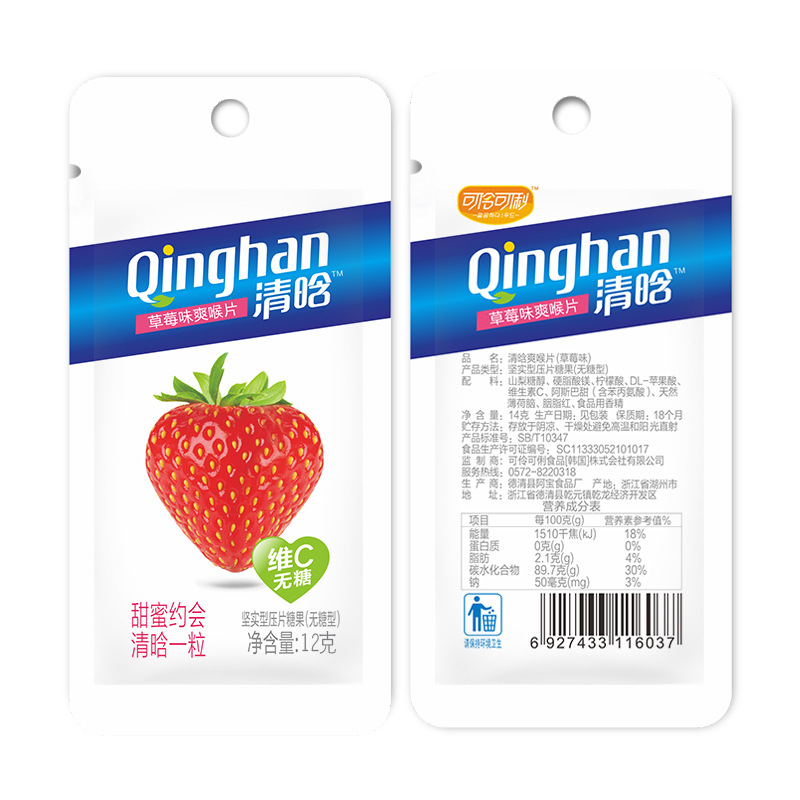 Qinghan
清晗™
草莓味爽喉片
维C
无糖
甜蜜约会
清晗一粒
坚实型压片糖果(无糖型)
净含量:12克
可伶可俐™
Qinghan
清晗™
草莓味爽喉片
品 名: 清晗爽喉片(草莓味)
产品类型: 坚实型压片糖果(无糖型)
配 料: 山梨糖醇、硬脂酸镁、柠檬酸、DL-苹果酸、
维生素C、阿斯巴甜(含苯丙氨酸)、天然
薄荷脑、胭脂红、食品用香精
净 含 量: 14克 生产日期: 见包装 保质期: 18个月
贮存方法: 存放于阴凉、干燥处避免高温和阳光直射
产品标准号: SB/T10347
食品生产许可证编号: SC11333052101017
监 制 商: 可伶可俐食品[韩国]株式会社有限公司
服务热线: 0572-8220318
生 产 商: 德清县阿宝食品厂 产地: 浙江省湖州市
地 址: 浙江省德清县乾元镇乾龙经济开发区
营养成分表
项目 每100克(g) 营养素参考值%
能量 1510千焦(kJ) 18%
蛋白质 0克(g) 0%
脂肪 2.1克(g) 4%
碳水化合物 89.7克(g) 30%
钠 50毫克(mg) 3%
请保持环境卫生
6 927433 116037